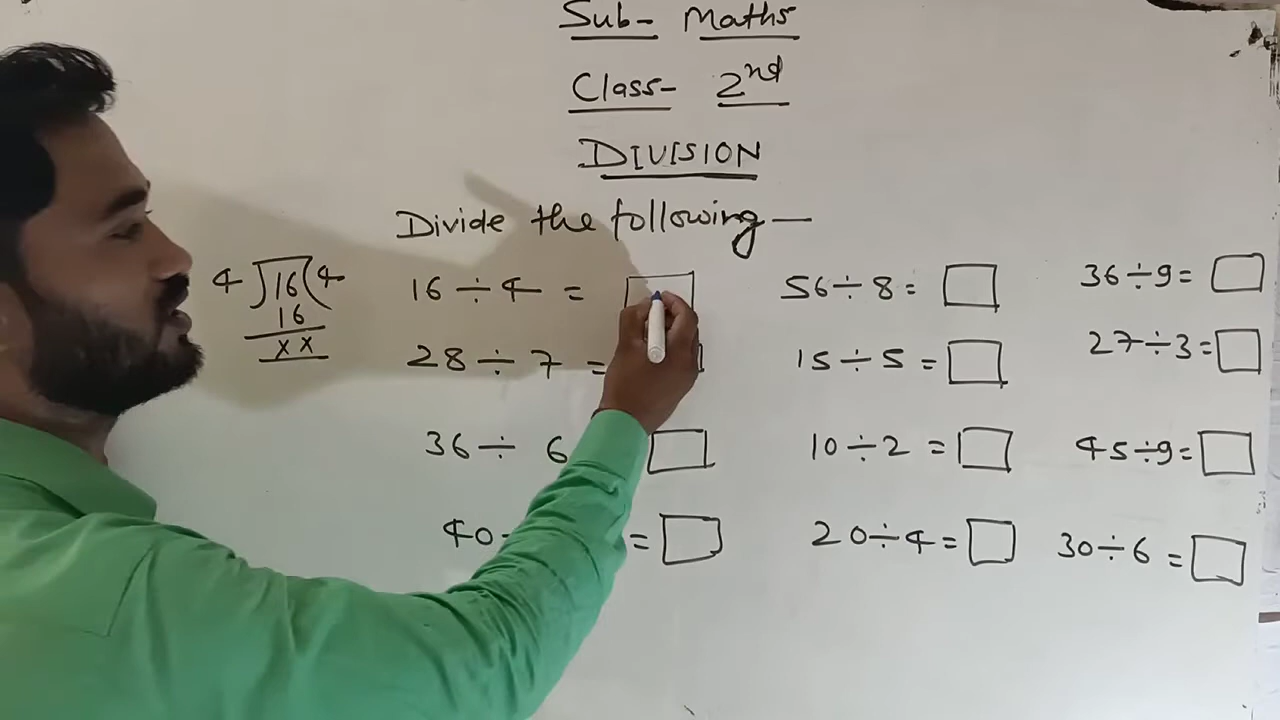 Sub- Maths
Class- 2nd
DIVISION
Divide the following —
4)16(4
16
xx
16 ÷ 4 =
28 ÷ 7 =
36 ÷ 6
40
=
56 ÷ 8 =
15 ÷ 5 =
10 ÷ 2 =
20 ÷ 4 =
36 ÷ 9 =
27 ÷ 3 =
45 ÷ 9 =
30 ÷ 6 =